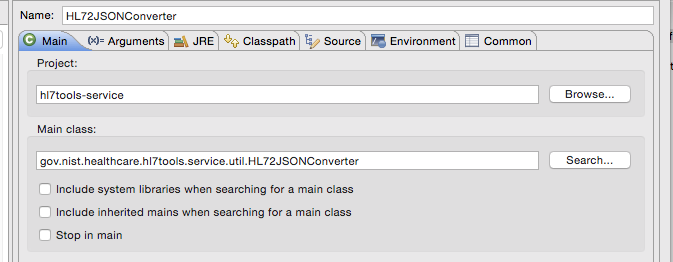 Name: HL72JSONConverter
Main (x)= Arguments JRE Classpath Source Environment Common
Project:
hl7tools-service Browse...
Main class:
gov.nist.healthcare.hl7tools.service.util.HL72JSONConverter Search...
Include system libraries when searching for a main class
Include inherited mains when searching for a main class
Stop in main